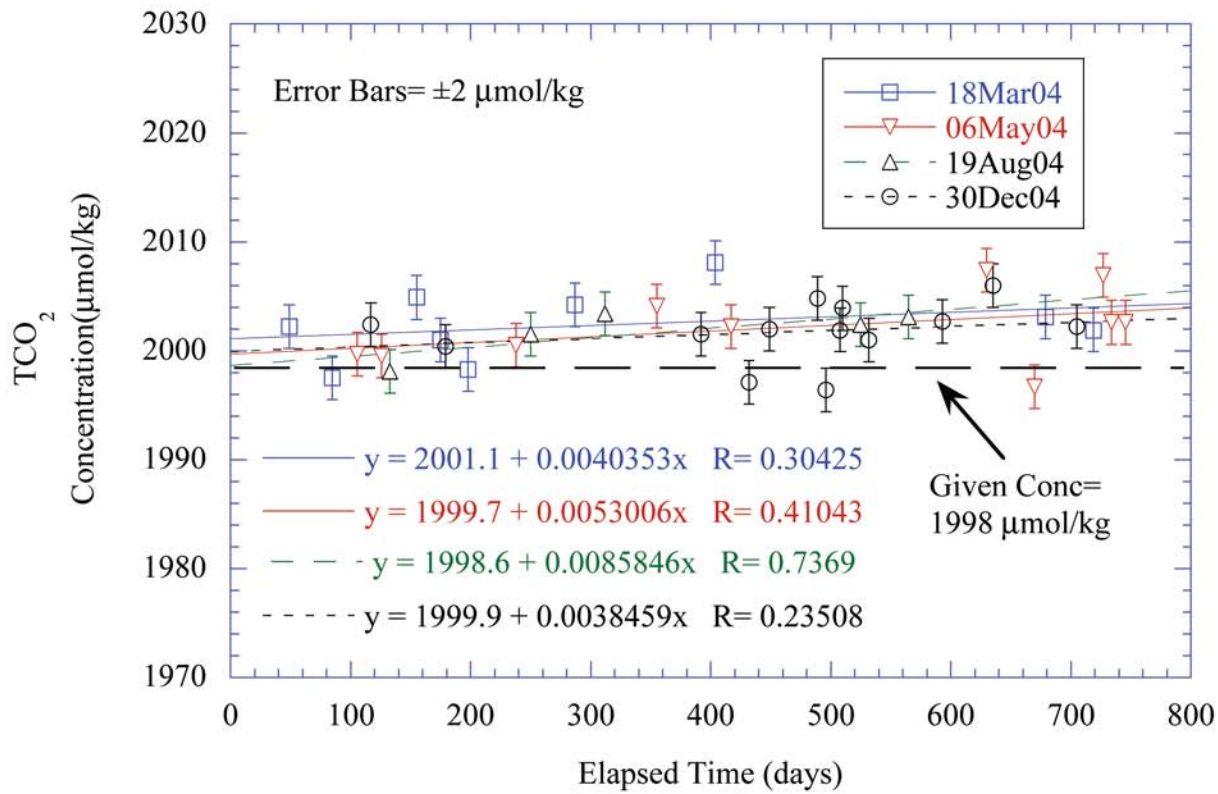 2030
2020
2010
2000
1990
1980
1970
TCO₂
Concentration(μmol/kg)
Error Bars= ±2 μmol/kg
18Mar04
06May04
19Aug04
30Dec04
y = 2001.1 + 0.0040353x R= 0.30425
y = 1999.7 + 0.0053006x R= 0.41043
y = 1998.6 + 0.0085846x R= 0.7369
y = 1999.9 + 0.0038459x R= 0.23508
Given Conc=
1998 μmol/kg
0 100 200 300 400 500 600 700 800
Elapsed Time (days)